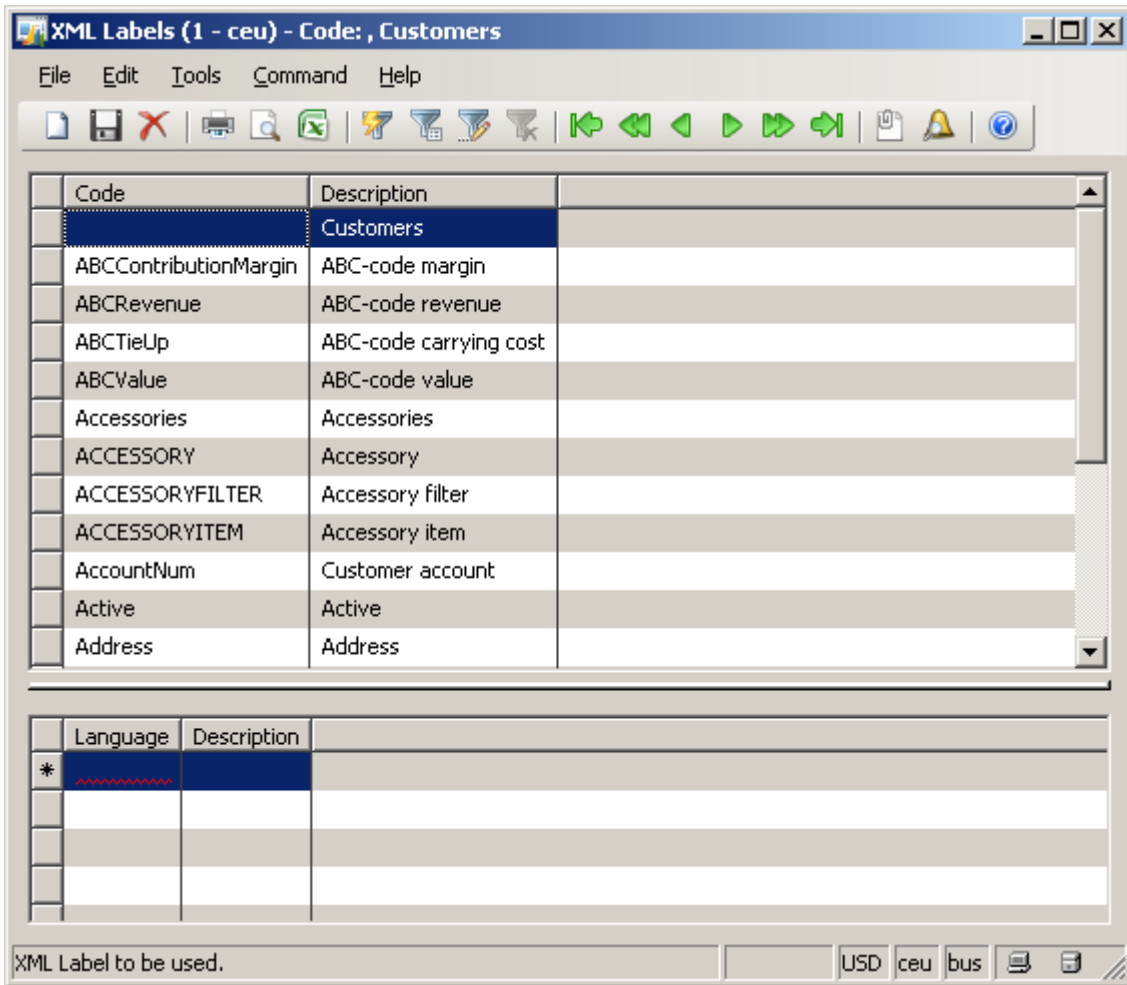 XML Labels (1 - ceu) - Code: , Customers
File Edit Tools Command Help
Code Description
Customers
ABCContributionMargin ABC-code margin
ABCRevenue ABC-code revenue
ABCTieUp ABC-code carrying cost
ABCValue ABC-code value
Accessories Accessories
ACCESSORY Accessory
ACCESSORYFILTER Accessory filter
ACCESSORYITEM Accessory item
AccountNum Customer account
Active Active
Address Address
Language Description
*
XML Label to be used. USD ceu bus